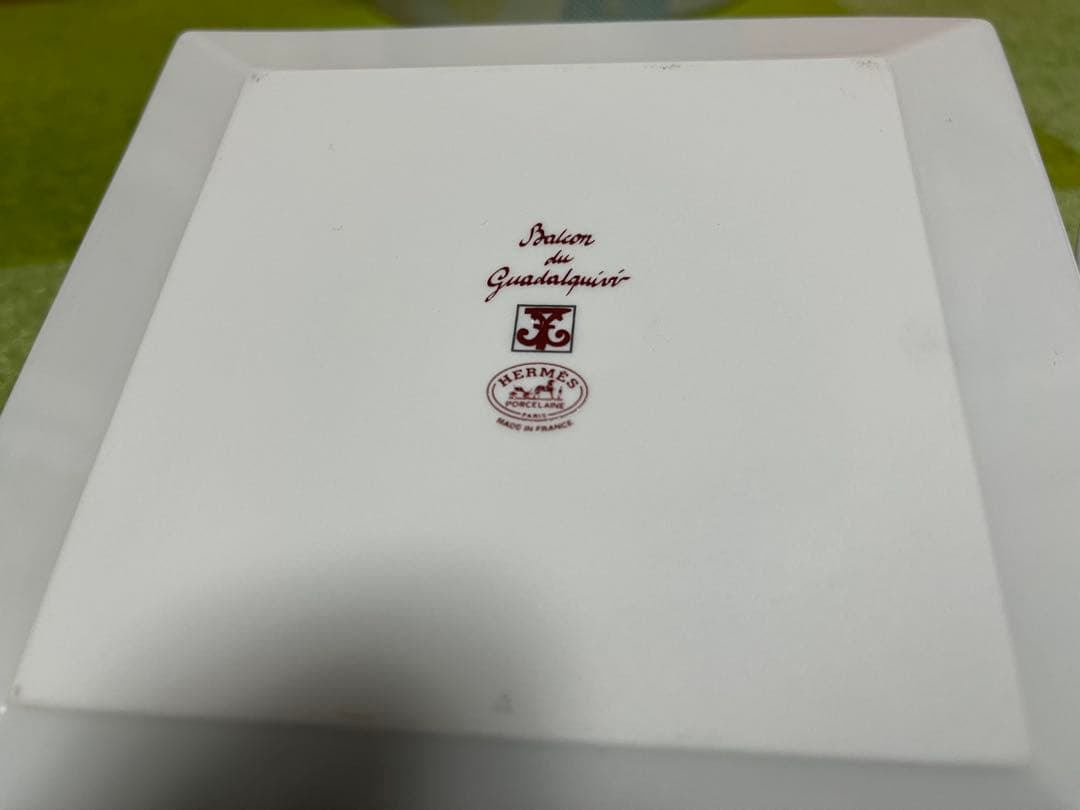 Balcon
du
Guadalquivir
HERMÈS
PORCELAINE
PARIS
MADE IN FRANCE